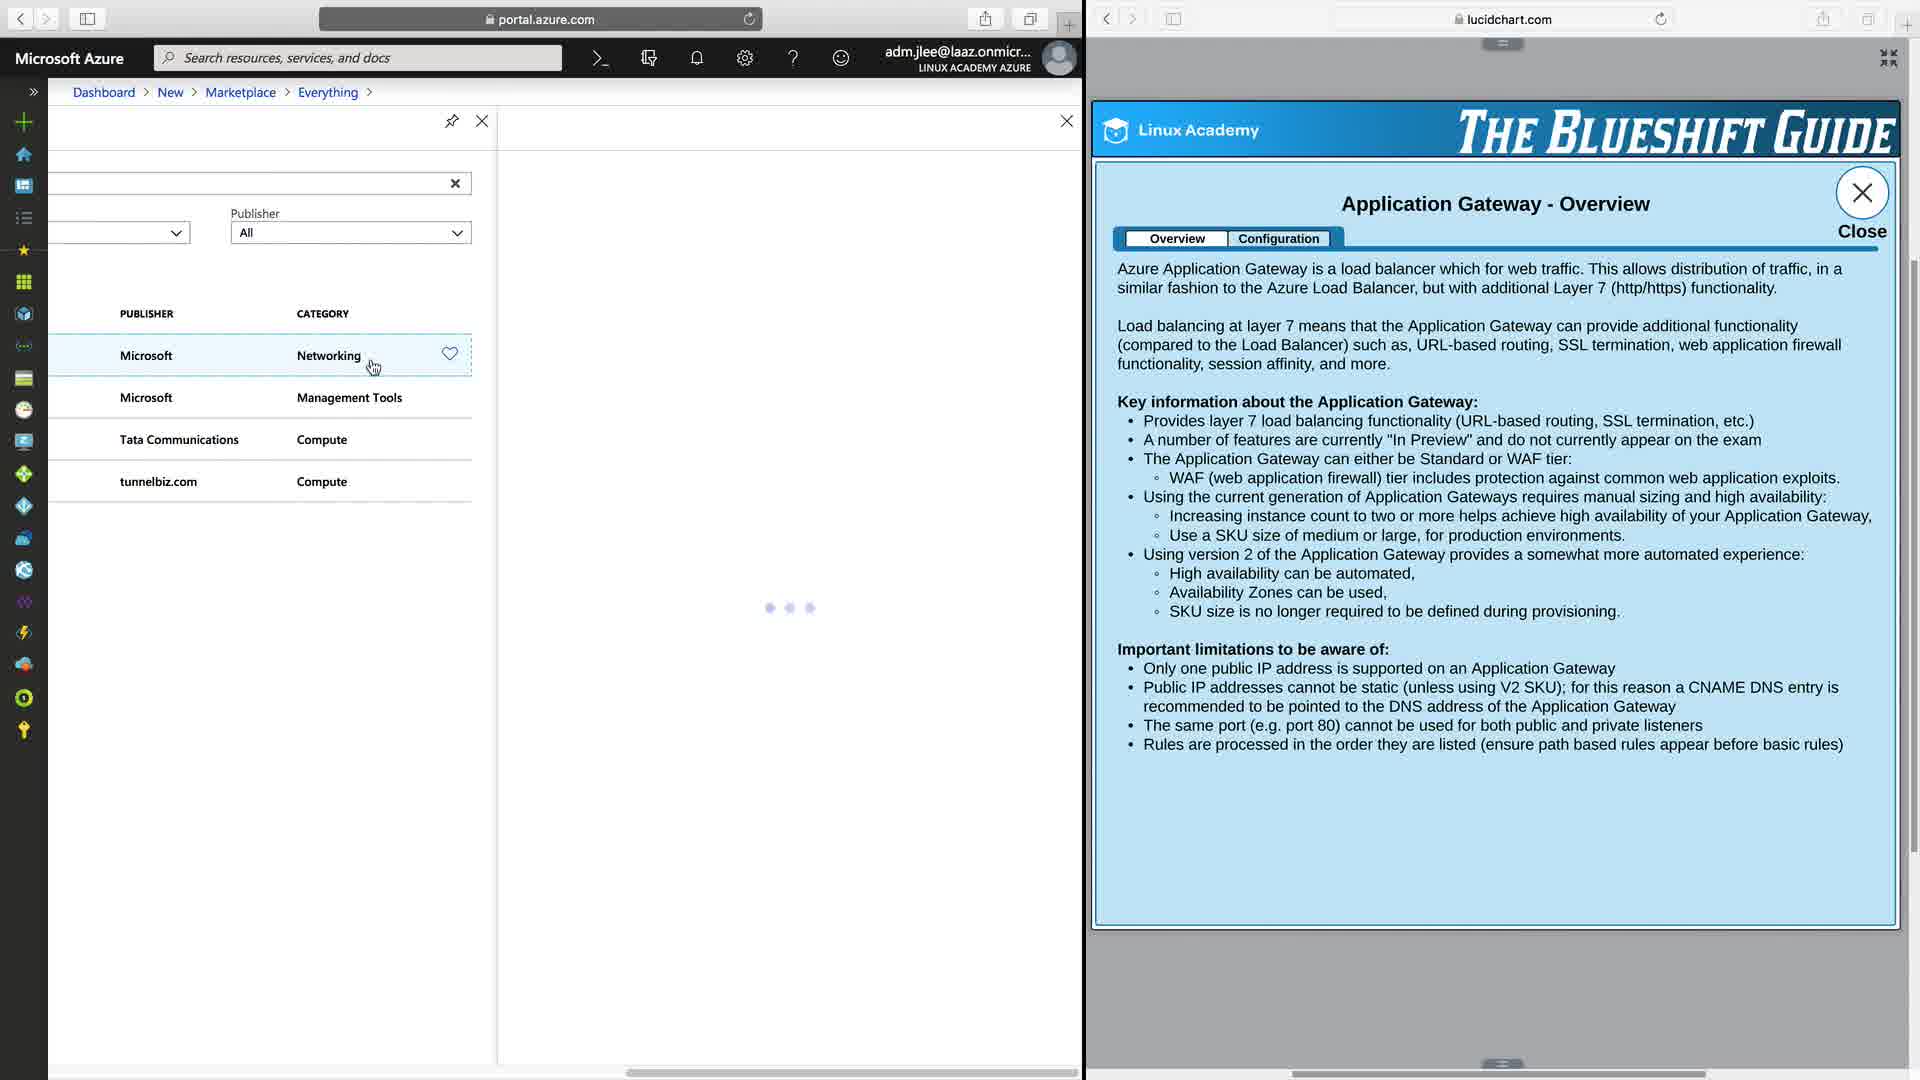 portal.azure.com
Microsoft Azure
Search resources, services, and docs
adm.jlee@laaz.onmicr...
LINUX ACADEMY AZURE
Dashboard > New > Marketplace > Everything >
Publisher
All
PUBLISHER CATEGORY
Microsoft Networking
Microsoft Management Tools
Tata Communications Compute
tunnelbiz.com Compute
lucidchart.com
Linux Academy
THE BLUESHIFT GUIDE
Application Gateway - Overview
Close
Overview Configuration
Azure Application Gateway is a load balancer which for web traffic. This allows distribution of traffic, in a
similar fashion to the Azure Load Balancer, but with additional Layer 7 (http/https) functionality.
Load balancing at layer 7 means that the Application Gateway can provide additional functionality
(compared to the Load Balancer) such as, URL-based routing, SSL termination, web application firewall
functionality, session affinity, and more.
Key information about the Application Gateway:
• Provides layer 7 load balancing functionality (URL-based routing, SSL termination, etc.)
• A number of features are currently "In Preview" and do not currently appear on the exam
• The Application Gateway can either be Standard or WAF tier:
◦ WAF (web application firewall) tier includes protection against common web application exploits.
• Using the current generation of Application Gateways requires manual sizing and high availability:
◦ Increasing instance count to two or more helps achieve high availability of your Application Gateway,
◦ Use a SKU size of medium or large, for production environments.
• Using version 2 of the Application Gateway provides a somewhat more automated experience:
◦ High availability can be automated,
◦ Availability Zones can be used,
◦ SKU size is no longer required to be defined during provisioning.
Important limitations to be aware of:
• Only one public IP address is supported on an Application Gateway
• Public IP addresses cannot be static (unless using V2 SKU); for this reason a CNAME DNS entry is
recommended to be pointed to the DNS address of the Application Gateway
• The same port (e.g. port 80) cannot be used for both public and private listeners
• Rules are processed in the order they are listed (ensure path based rules appear before basic rules)